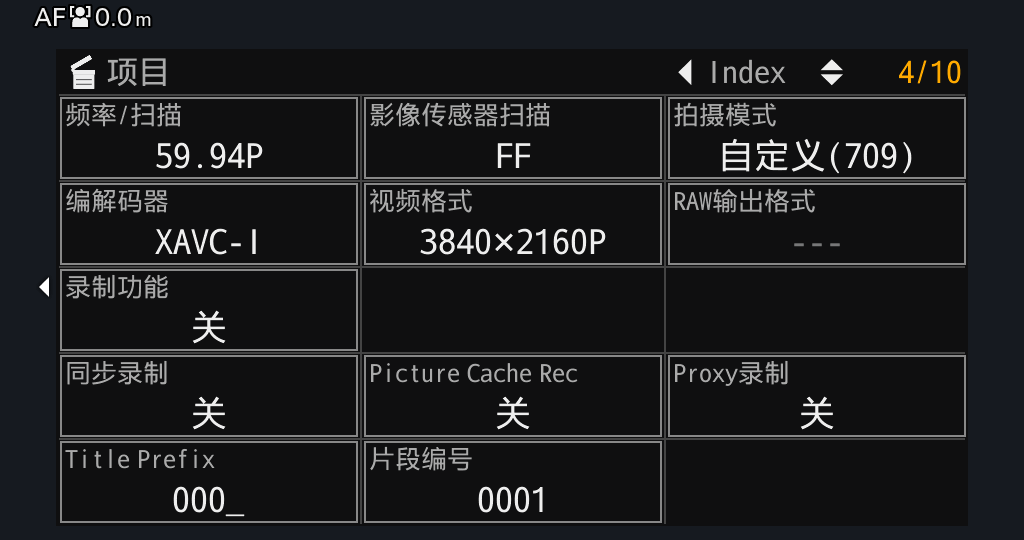 AF 0.0m
项目 Index 4/10
频率/扫描 影像传感器扫描 拍摄模式
59.94P FF 自定义(709)
编解码器 视频格式 RAW输出格式
XAVC-I 3840×2160P ---
录制功能
关
同步录制 Picture Cache Rec Proxy录制
关 关 关
Title Prefix 片段编号
000_ 0001